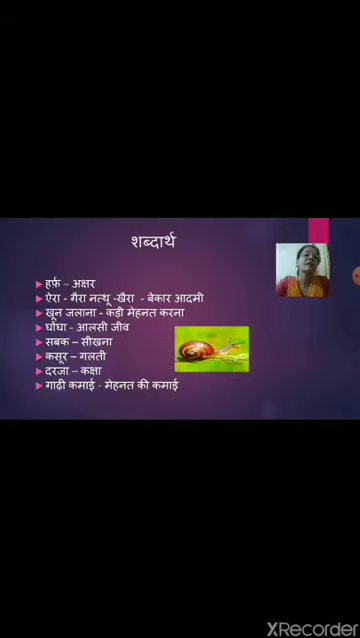 शब्दार्थ
हर्फ़ – अक्षर
ऐरा - गैरा नत्थू -खैरा - बेकार आदमी
खून जलाना - कड़ी मेहनत करना
घोंघा - आलसी जीव
सबक – सीखना
कसूर – गलती
दरजा – कक्षा
गाढ़ी कमाई - मेहनत की कमाई
XRecorder